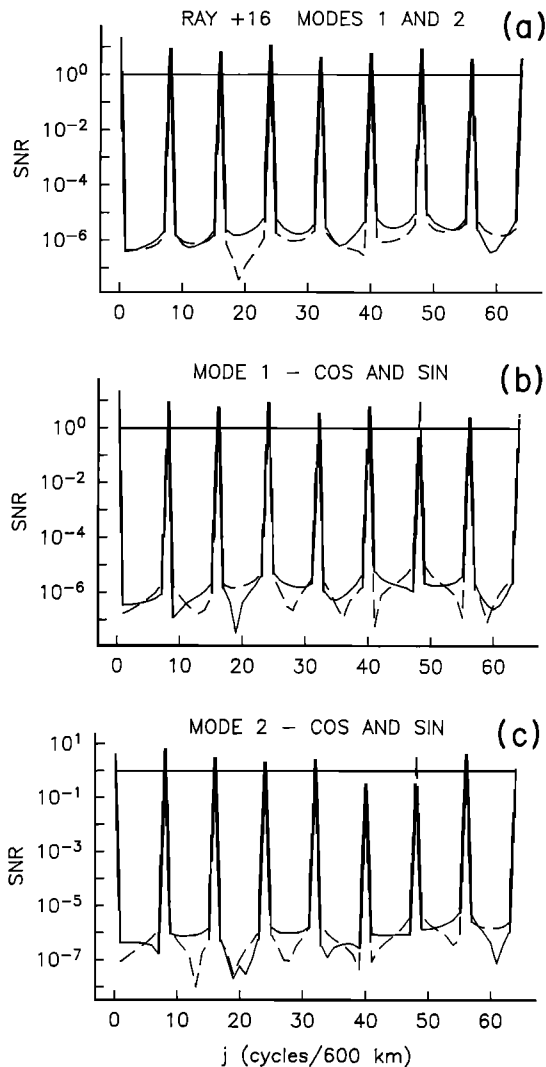 RAY +16 MODES 1 AND 2
(a)
SNR
10^0
10^-2
10^-4
10^-6
0 10 20 30 40 50 60
MODE 1 – COS AND SIN
(b)
SNR
10^0
10^-2
10^-4
10^-6
0 10 20 30 40 50 60
MODE 2 – COS AND SIN
(c)
SNR
10^1
10^-1
10^-3
10^-5
10^-7
0 10 20 30 40 50 60
j (cycles/600 km)